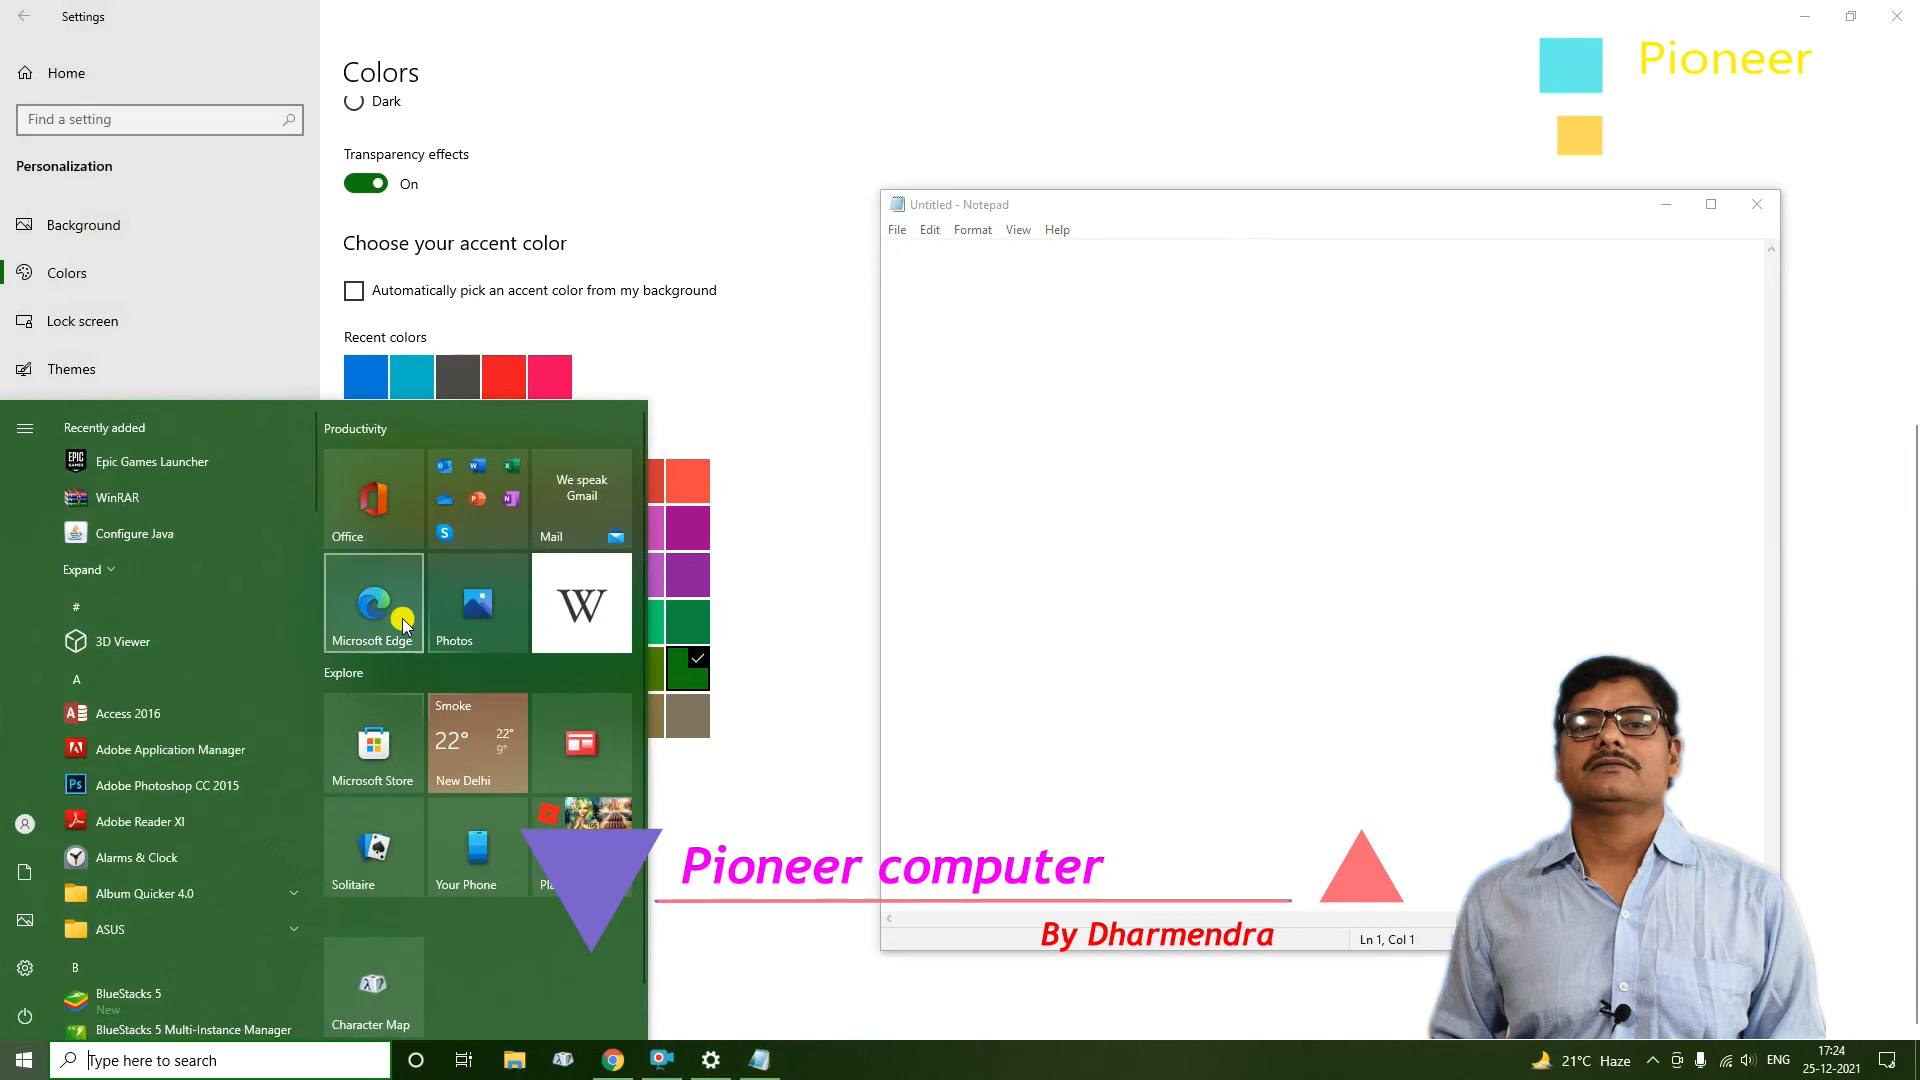 Settings
Home
Find a setting
Personalization
Background
Colors
Lock screen
Themes
Colors
Dark
Transparency effects
On
Choose your accent color
Automatically pick an accent color from my background
Recent colors
Pioneer
Untitled - Notepad
File Edit Format View Help
Ln 1, Col 1
Recently added
Epic Games Launcher
WinRAR
Configure Java
Expand
#
3D Viewer
A
Access 2016
Adobe Application Manager
Adobe Photoshop CC 2015
Adobe Reader XI
Alarms & Clock
Album Quicker 4.0
ASUS
B
BlueStacks 5
New
BlueStacks 5 Multi-Instance Manager
Productivity
Office
We speak
Gmail
Mail
Microsoft Edge
Photos
W
Explore
Microsoft Store
Smoke
22° 22°
9°
New Delhi
Solitaire
Your Phone
Character Map
Pioneer computer
By Dharmendra
Type here to search
21°C Haze
ENG
17:24
25-12-2021